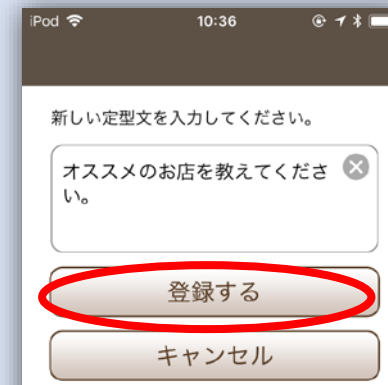 iPod 10:36
新しい定型文を入力してください。
オススメのお店を教えてくださ
い。
登録する
キャンセル